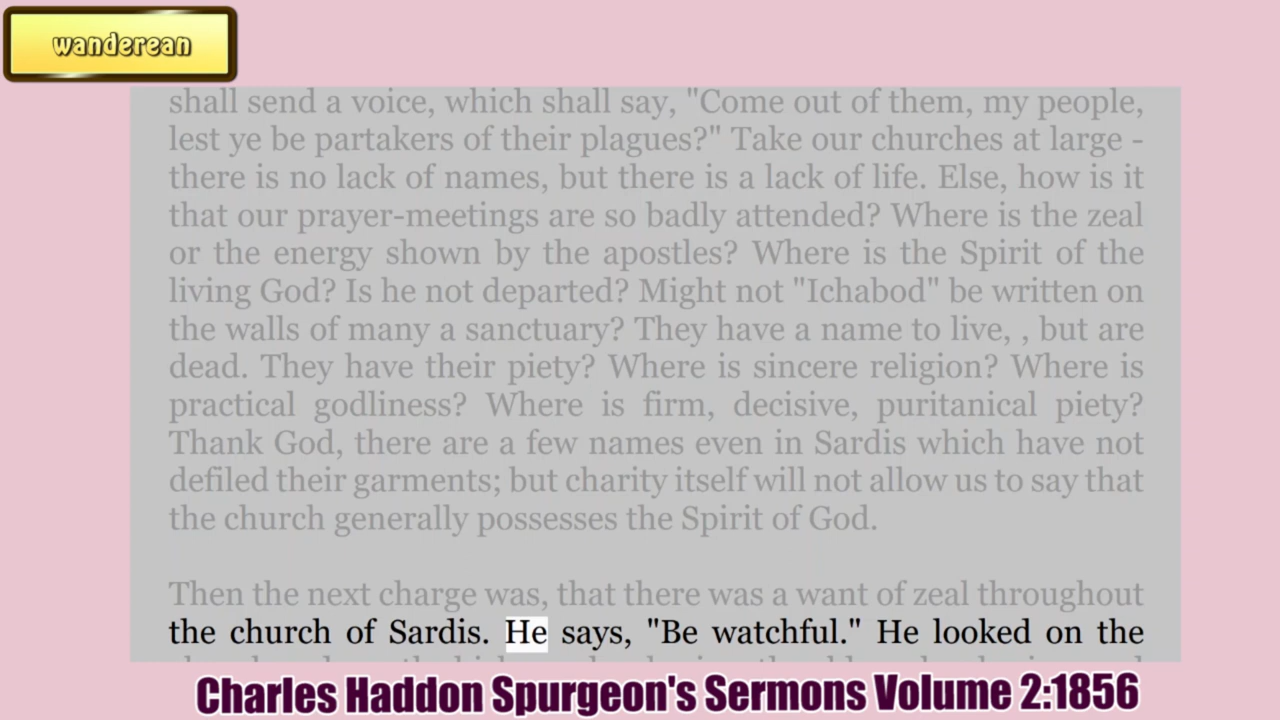 wanderean
shall send a voice, which shall say, "Come out of them, my people,
lest ye be partakers of their plagues?" Take our churches at large -
there is no lack of names, but there is a lack of life. Else, how is it
that our prayer-meetings are so badly attended? Where is the zeal
or the energy shown by the apostles? Where is the Spirit of the
living God? Is he not departed? Might not "Ichabod" be written on
the walls of many a sanctuary? They have a name to live, , but are
dead. They have their piety? Where is sincere religion? Where is
practical godliness? Where is firm, decisive, puritanical piety?
Thank God, there are a few names even in Sardis which have not
defiled their garments; but charity itself will not allow us to say that
the church generally possesses the Spirit of God.
Then the next charge was, that there was a want of zeal throughout
the church of Sardis. He says, "Be watchful." He looked on the
Charles Haddon Spurgeon's Sermons Volume 2:1856